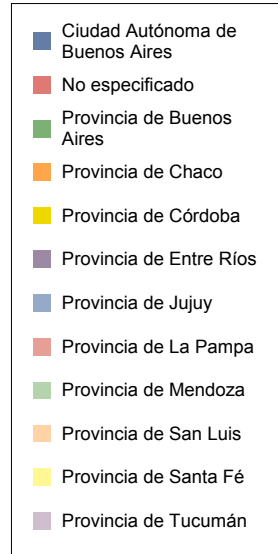 Ciudad Autónoma de
Buenos Aires
No especificado
Provincia de Buenos
Aires
Provincia de Chaco
Provincia de Córdoba
Provincia de Entre Ríos
Provincia de Jujuy
Provincia de La Pampa
Provincia de Mendoza
Provincia de San Luis
Provincia de Santa Fé
Provincia de Tucumán